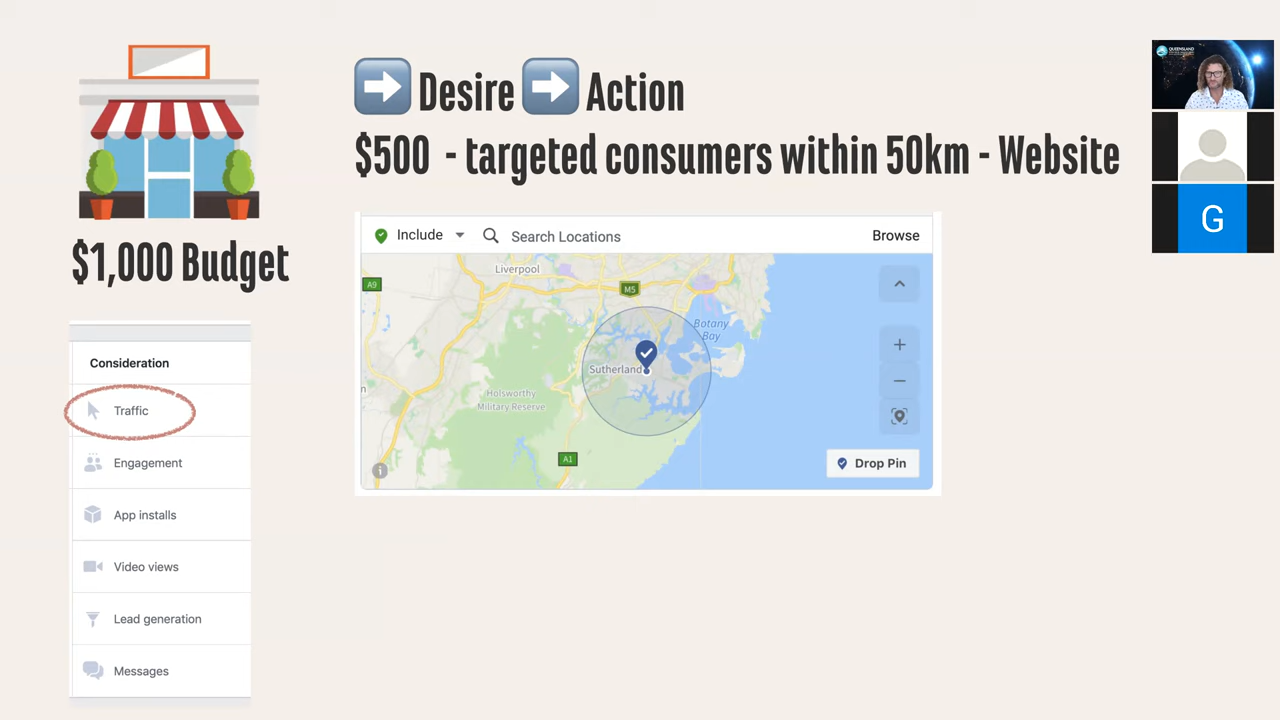 Desire Action
$500 - targeted consumers within 50km - Website
$1,000 Budget
Consideration
Traffic
Engagement
App installs
Video views
Lead generation
Messages
Include
Search Locations
Browse
Liverpool
A9
M5
Botany
Bay
Sutherland
Holsworthy
Military Reserve
A1
Drop Pin
QUEENSLAND
G